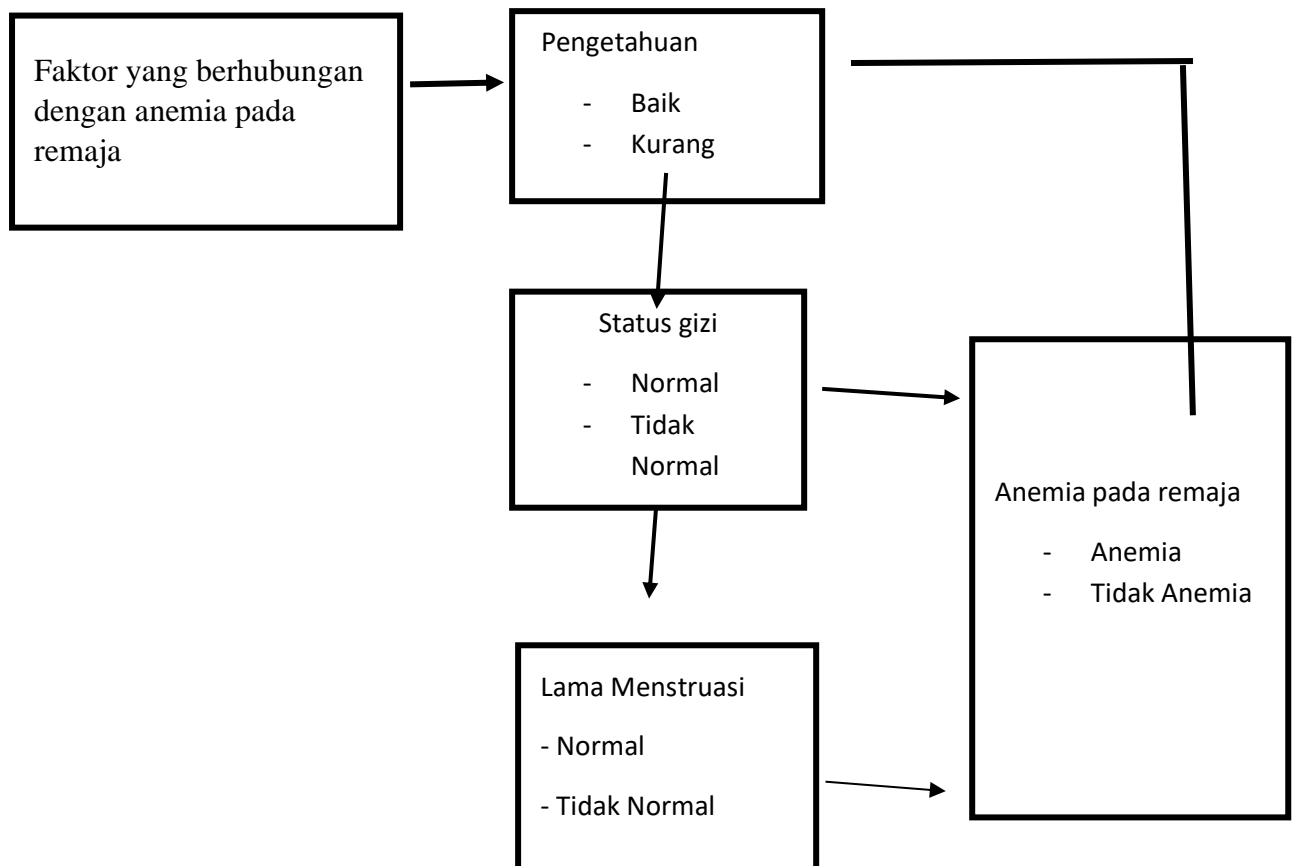 Faktor yang berhubungan
dengan anemia pada
remaja
Pengetahuan
- Baik
- Kurang
Status gizi
- Normal
- Tidak
Normal
Lama Menstruasi
- Normal
- Tidak Normal
Anemia pada remaja
- Anemia
- Tidak Anemia